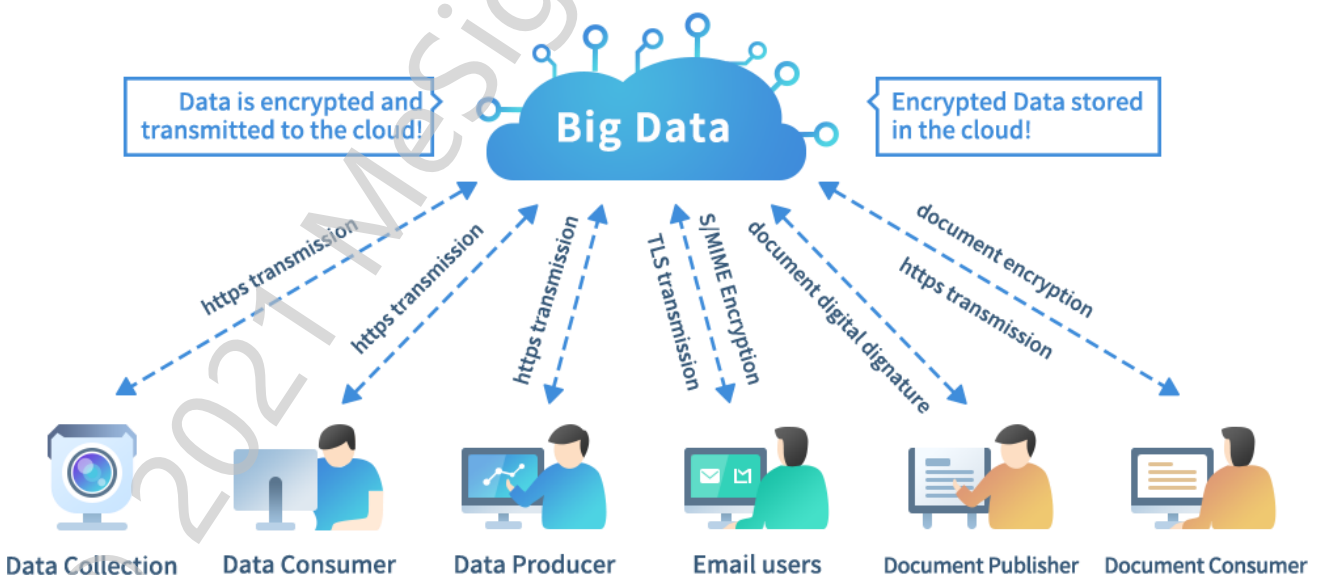 Data is encrypted and
transmitted to the cloud!
Big Data
Encrypted Data stored
in the cloud!
https transmission
https transmission
https transmission
TLS transmission
S/MIME Encryption
document digital dignature
document encryption
https transmission
Data Collection
Data Consumer
Data Producer
Email users
Document Publisher
Document Consumer
2021 MeSig